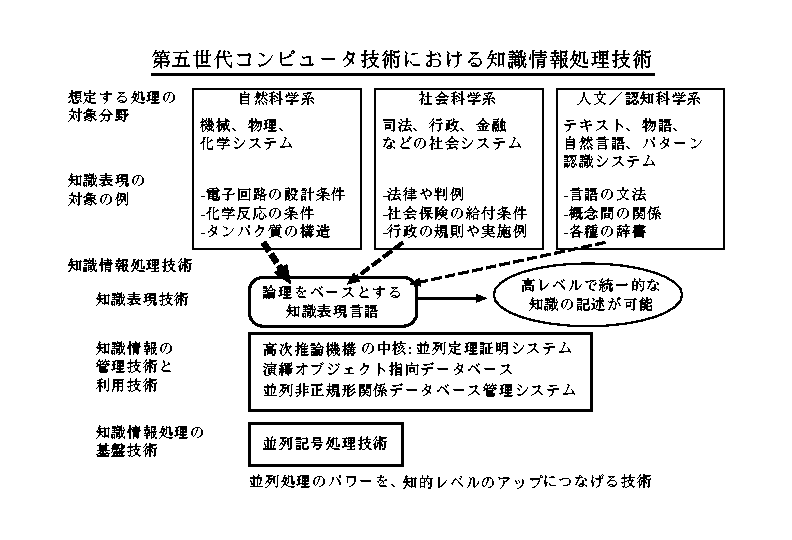 第五世代コンピュータ技術における知識情報処理技術
想定する処理の
対象分野
自然科学系
機械、物理、
化学システム
社会科学系
司法、行政、金融
などの社会システム
人文／認知科学系
テキスト、物語、
自然言語、パターン
認識システム
知識表現の
対象の例
-電子回路の設計条件
-化学反応の条件
-タンパク質の構造
-法律や判例
-社会保険の給付条件
-行政の規則や実施例
-言語の文法
-概念間の関係
-各種の辞書
知識情報処理技術
知識表現技術
論理をベースとする
知識表現言語
高レベルで統一的な
知識の記述が可能
知識情報の
管理技術と
利用技術
高次推論機構の中核:並列定理証明システム
演繹オブジェクト指向データベース
並列非正規形関係データベース管理システム
知識情報処理の
基盤技術
並列記号処理技術
並列処理のパワーを、知的レベルのアップにつなげる技術